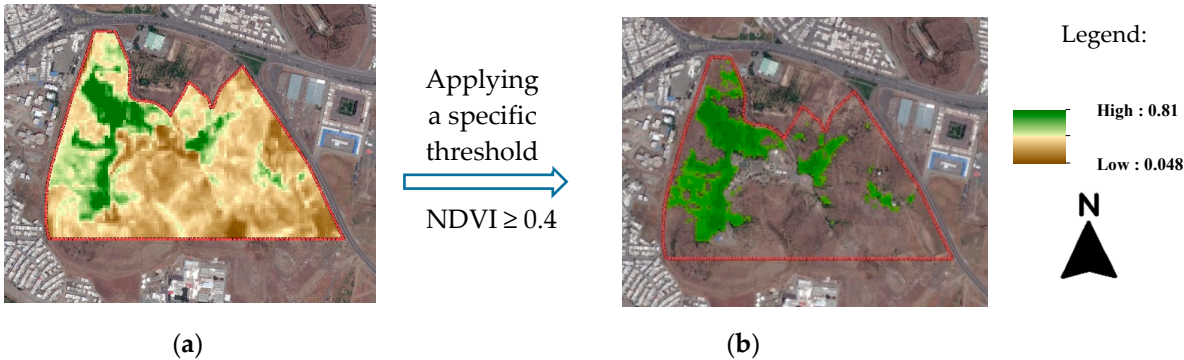 Applying
a specific
threshold
NDVI ≥ 0.4
Legend:
High : 0.81
Low : 0.048
N
(a)
(b)